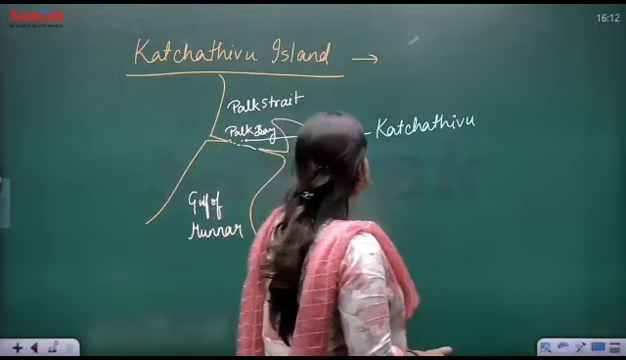 16:12
Katchathivu Island →
Palk Strait
Palk Bay
Katchathivu
Gulf of
Munnar